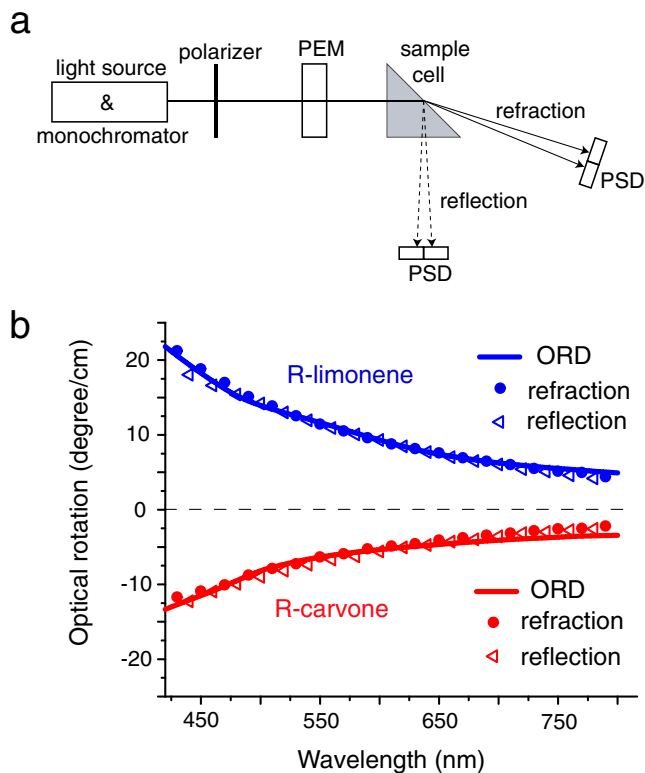 a
light source
&
monochromator
polarizer
PEM
sample
cell
refraction
PSD
reflection
PSD
b
Optical rotation (degree/cm)
20
10
0
-10
-20
R-limonene
ORD
refraction
reflection
R-carvone
ORD
refraction
reflection
450
550
650
750
Wavelength (nm)